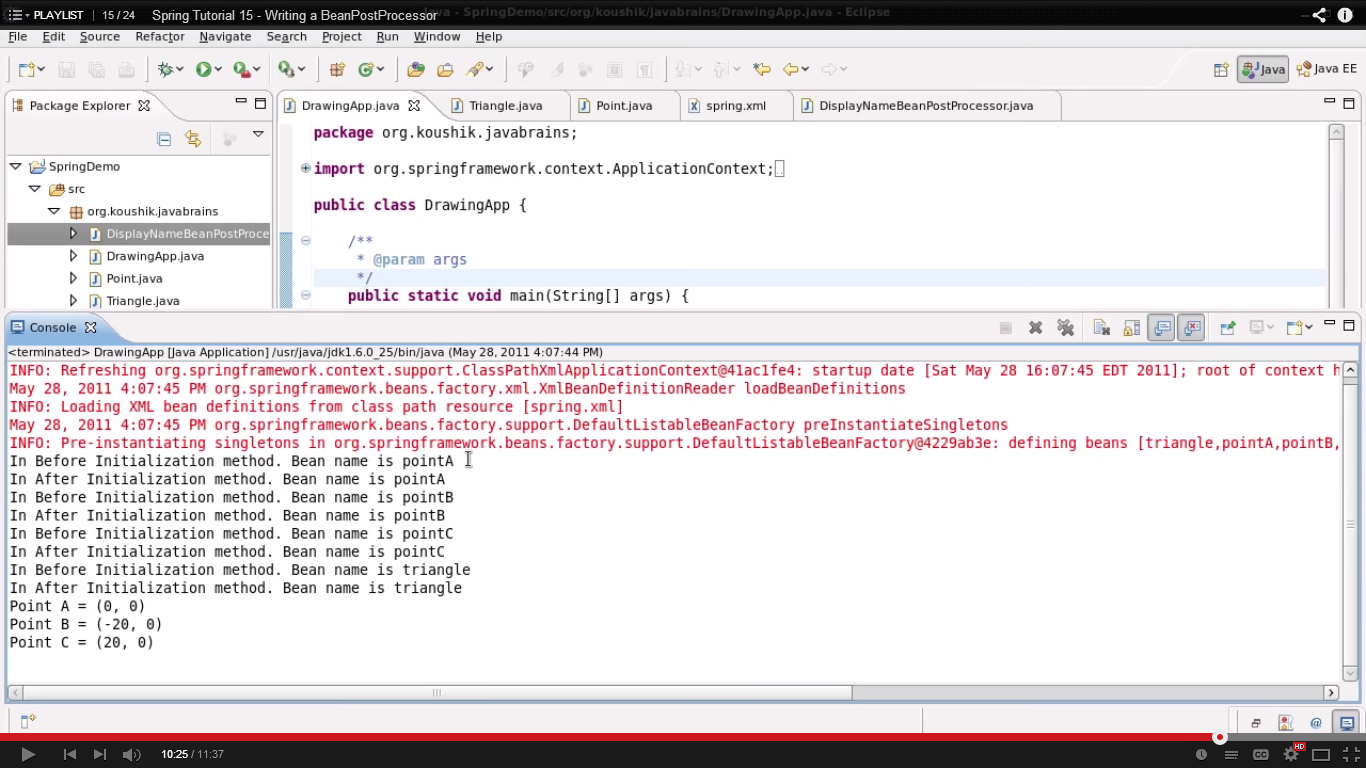 PLAYLIST 15 / 24 Spring Tutorial 15 - Writing a BeanPostProcessor
Java - SpringDemo/src/org/koushik/javabrains/DrawingApp.java - Eclipse
File Edit Source Refactor Navigate Search Project Run Window Help
Java Java EE
Package Explorer
DrawingApp.java Triangle.java Point.java spring.xml DisplayNameBeanPostProcessor.java
SpringDemo
src
org.koushik.javabrains
DisplayNameBeanPostProce
DrawingApp.java
Point.java
Triangle.java
package org.koushik.javabrains;
import org.springframework.context.ApplicationContext;
public class DrawingApp {
/**
* @param args
*/
public static void main(String[] args) {
Console
<terminated> DrawingApp [Java Application] /usr/java/jdk1.6.0_25/bin/java (May 28, 2011 4:07:44 PM)
INFO: Refreshing org.springframework.context.support.ClassPathXmlApplicationContext@41ac1fe4: startup date [Sat May 28 16:07:45 EDT 2011]; root of context h
May 28, 2011 4:07:45 PM org.springframework.beans.factory.xml.XmlBeanDefinitionReader loadBeanDefinitions
INFO: Loading XML bean definitions from class path resource [spring.xml]
May 28, 2011 4:07:45 PM org.springframework.beans.factory.support.DefaultListableBeanFactory preInstantiateSingletons
INFO: Pre-instantiating singletons in org.springframework.beans.factory.support.DefaultListableBeanFactory@4229ab3e: defining beans [triangle,pointA,pointB,
In Before Initialization method. Bean name is pointA
In After Initialization method. Bean name is pointA
In Before Initialization method. Bean name is pointB
In After Initialization method. Bean name is pointB
In Before Initialization method. Bean name is pointC
In After Initialization method. Bean name is pointC
In Before Initialization method. Bean name is triangle
In After Initialization method. Bean name is triangle
Point A = (0, 0)
Point B = (-20, 0)
Point C = (20, 0)
10:25 / 11:37
CC HD